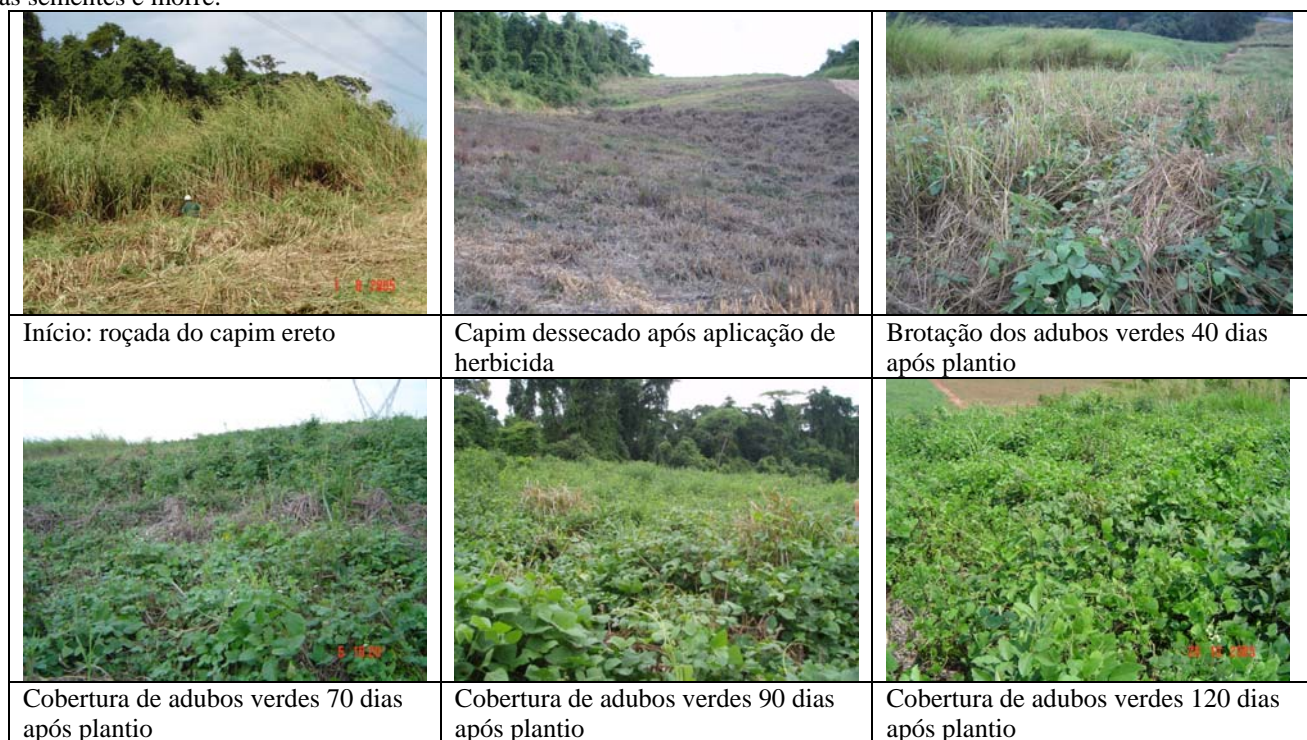 as sementes e morre.
Início: roçada do capim ereto
Capim dessecado após aplicação de
herbicida
Brotação dos adubos verdes 40 dias
após plantio
Cobertura de adubos verdes 70 dias
após plantio
Cobertura de adubos verdes 90 dias
após plantio
Cobertura de adubos verdes 120 dias
após plantio